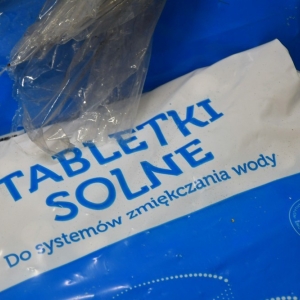 TABLETKI
SOLNE
Do systemów zmiękczania wody